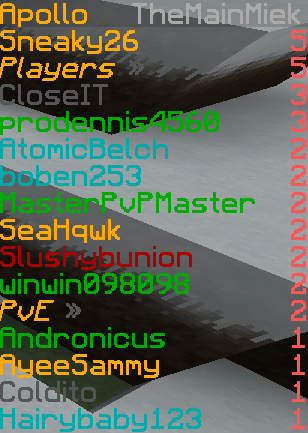 Apollo TheMainMiek
Sneaky26 5
Players » 5
CloseIT 3
prodennis4560 3
AtomicBelch 2
boben253 2
MasterPvPMaster 2
SeaHqwk 2
Slushybunion 2
winwin098098 2
PvE » 2
Andronicus 1
AyeeSammy 1
Coldito 1
Hairybaby123 1